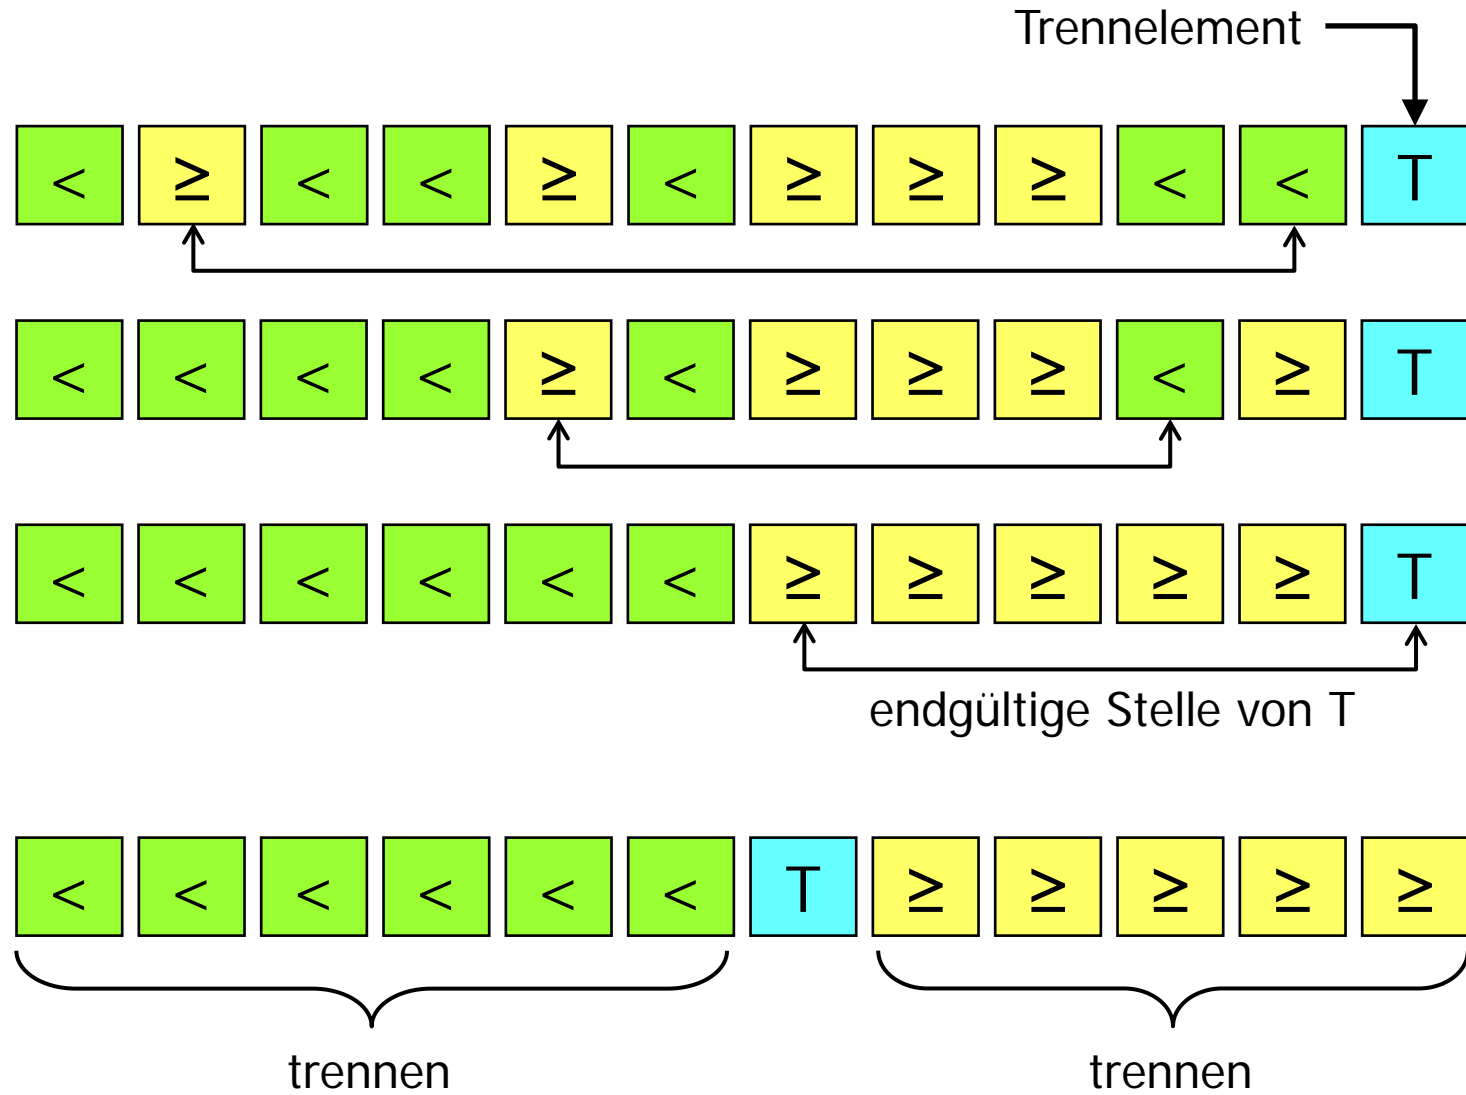 Trennelement
< ≥ < < ≥ < ≥ ≥ ≥ < < T
< < < < ≥ < ≥ ≥ ≥ < ≥ T
< < < < < < ≥ ≥ ≥ ≥ ≥ T
endgültige Stelle von T
< < < < < < T ≥ ≥ ≥ ≥ ≥
trennen trennen